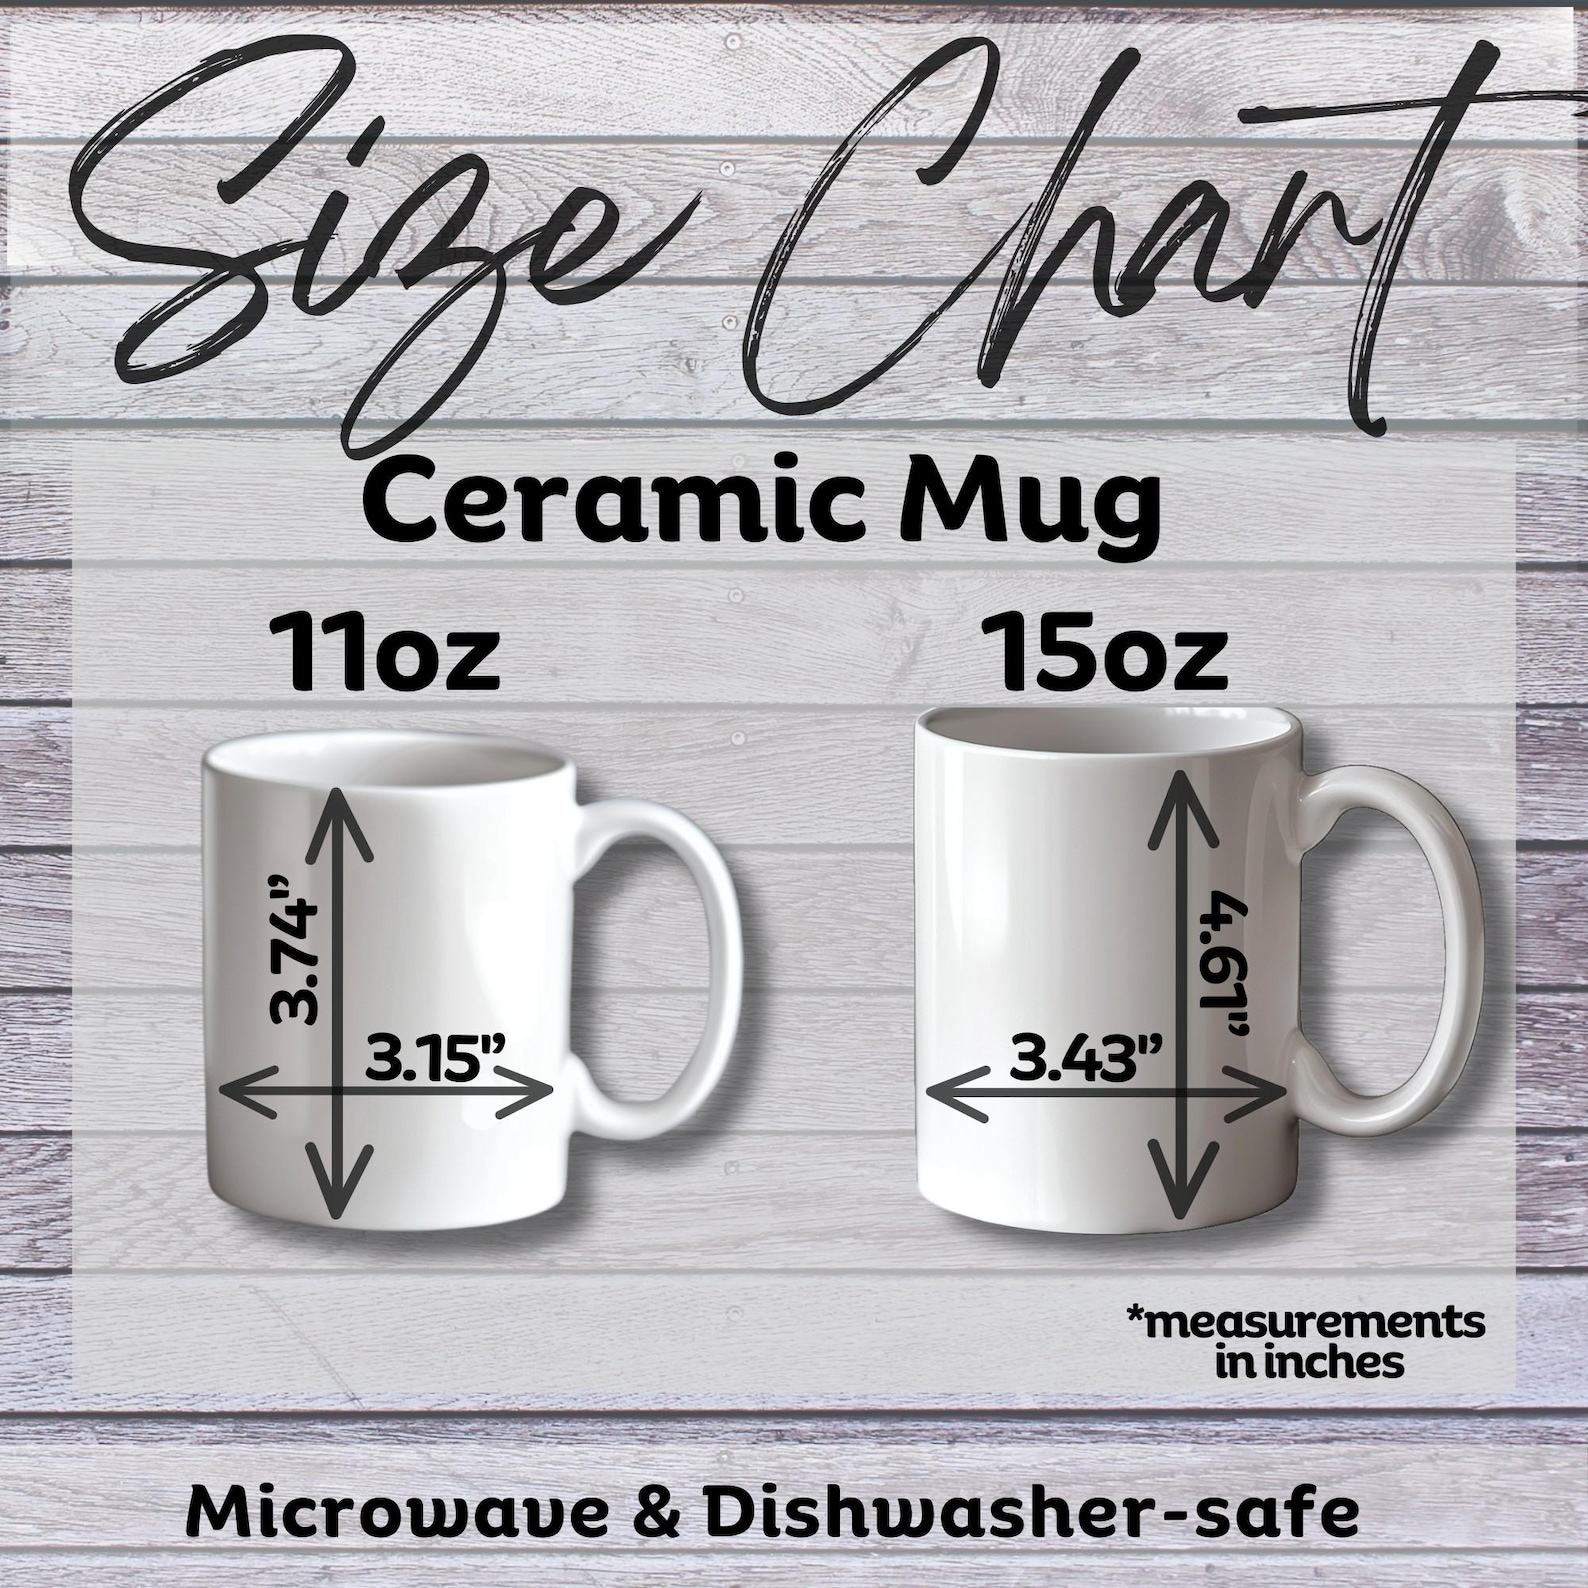 Size Chart
Ceramic Mug
11oz
15oz
3.74”
3.15”
4.61”
3.43”
*measurements
in inches
Microwave & Dishwasher-safe